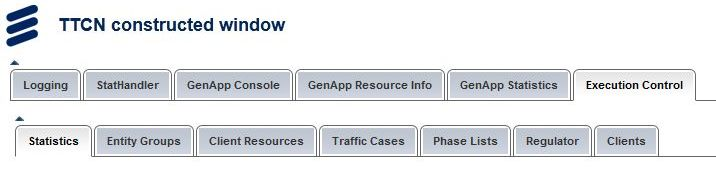 TTCN constructed window
Logging StatHandler GenApp Console GenApp Resource Info GenApp Statistics Execution Control
Statistics Entity Groups Client Resources Traffic Cases Phase Lists Regulator Clients